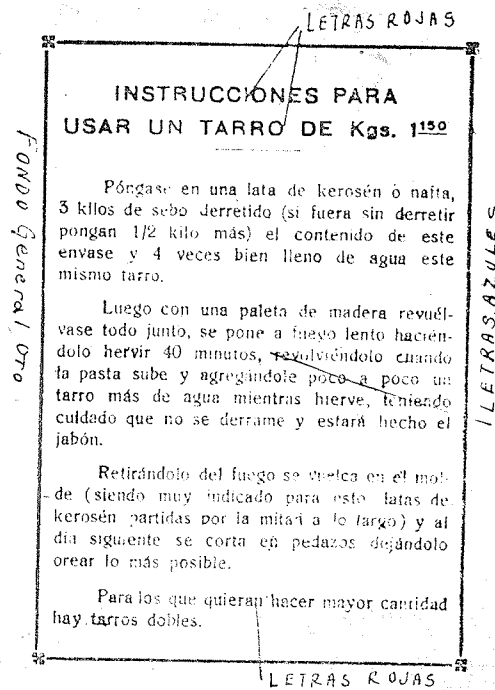 LETRAS ROJAS
INSTRUCCIONES PARA
USAR UN TARRO DE Kgs. 1150
Póngase en una lata de kerosén o nafta,
3 kilos de sebo derretido (si fuera sin derretir
pongan 1/2 kilo más) el contenido de este
envase y 4 veces bien lleno de agua este
mismo tarro.
Luego con una paleta de madera revuél-
vase todo junto, se pone a fuego lento hacién-
dolo hervir 40 minutos, revolviéndolo cuando
la pasta sube y agregándole poco a poco un
tarro más de agua mientras hierve, teniendo
cuidado que no se derrame y estará hecho el
jabón.
Retirándolo del fuego se vuelca en el mol-
de (siendo muy indicado para esto latas de
kerosén partidas por la mitad a lo largo) y al
día siguiente se corta en pedazos dejándolo
orear lo más posible.
Para los que quieran hacer mayor cantidad
hay tarros dobles.
FONDO General Oro
LETRAS AZULES
LETRAS ROJAS